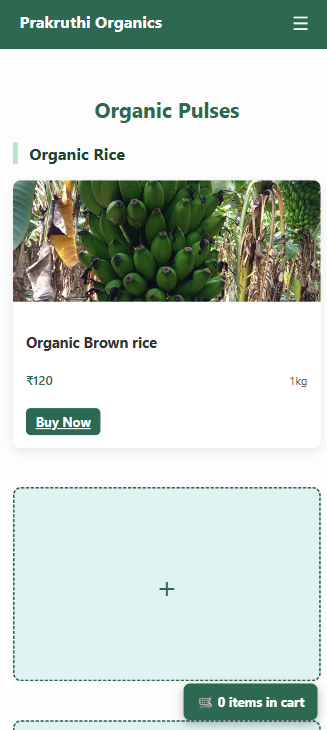 Prakruthi Organics
Organic Pulses
Organic Rice
Organic Brown rice
₹120 1kg
Buy Now
+
0 items in cart